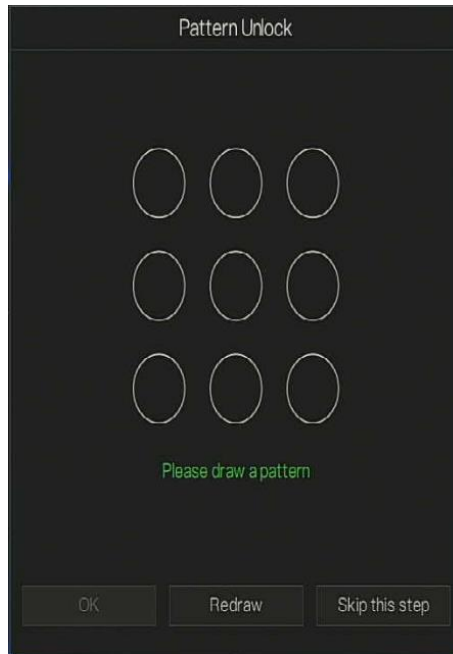 Pattern Unlock
Please draw a pattern
OK
Redraw
Skip this step